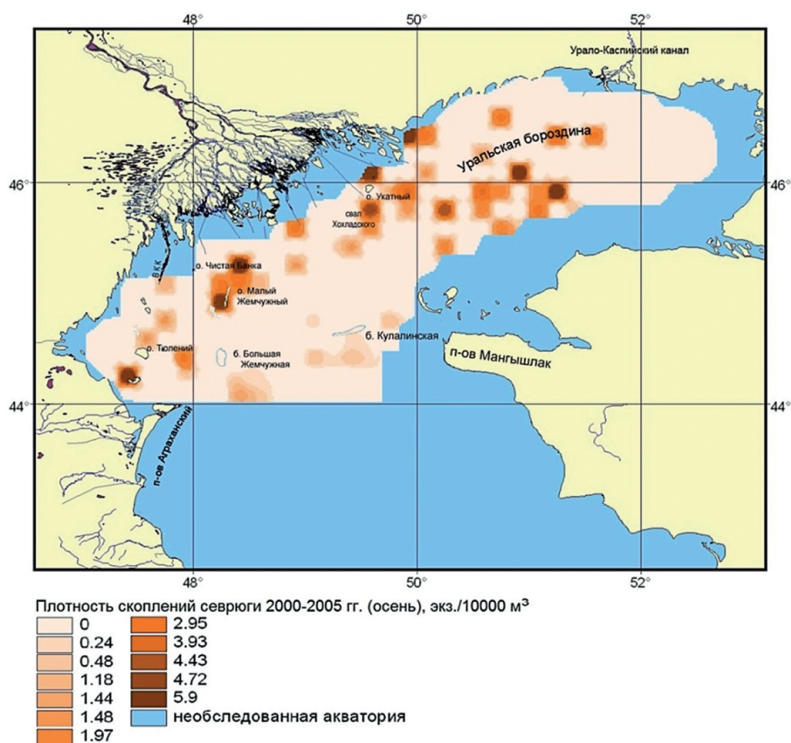 48° 50° 52°
Урало-Каспийский канал
Уральская бороздина
46° 46°
о. Укатный
свал
Хохладского
о. Чистая Банка
ВКК
о. Малый
Жемчужный
б. Кулалинская
о. Тюлений
б. Большая
Жемчужная
п-ов Мангышлак
44° 44°
п-ов Аграханский
48° 50° 52°
Плотность скоплений севрюги 2000-2005 гг. (осень), экз./10000 м³
0 2.95
0.24 3.93
0.48 4.43
1.18 4.72
1.44 5.9
1.48 необследованная акватория
1.97